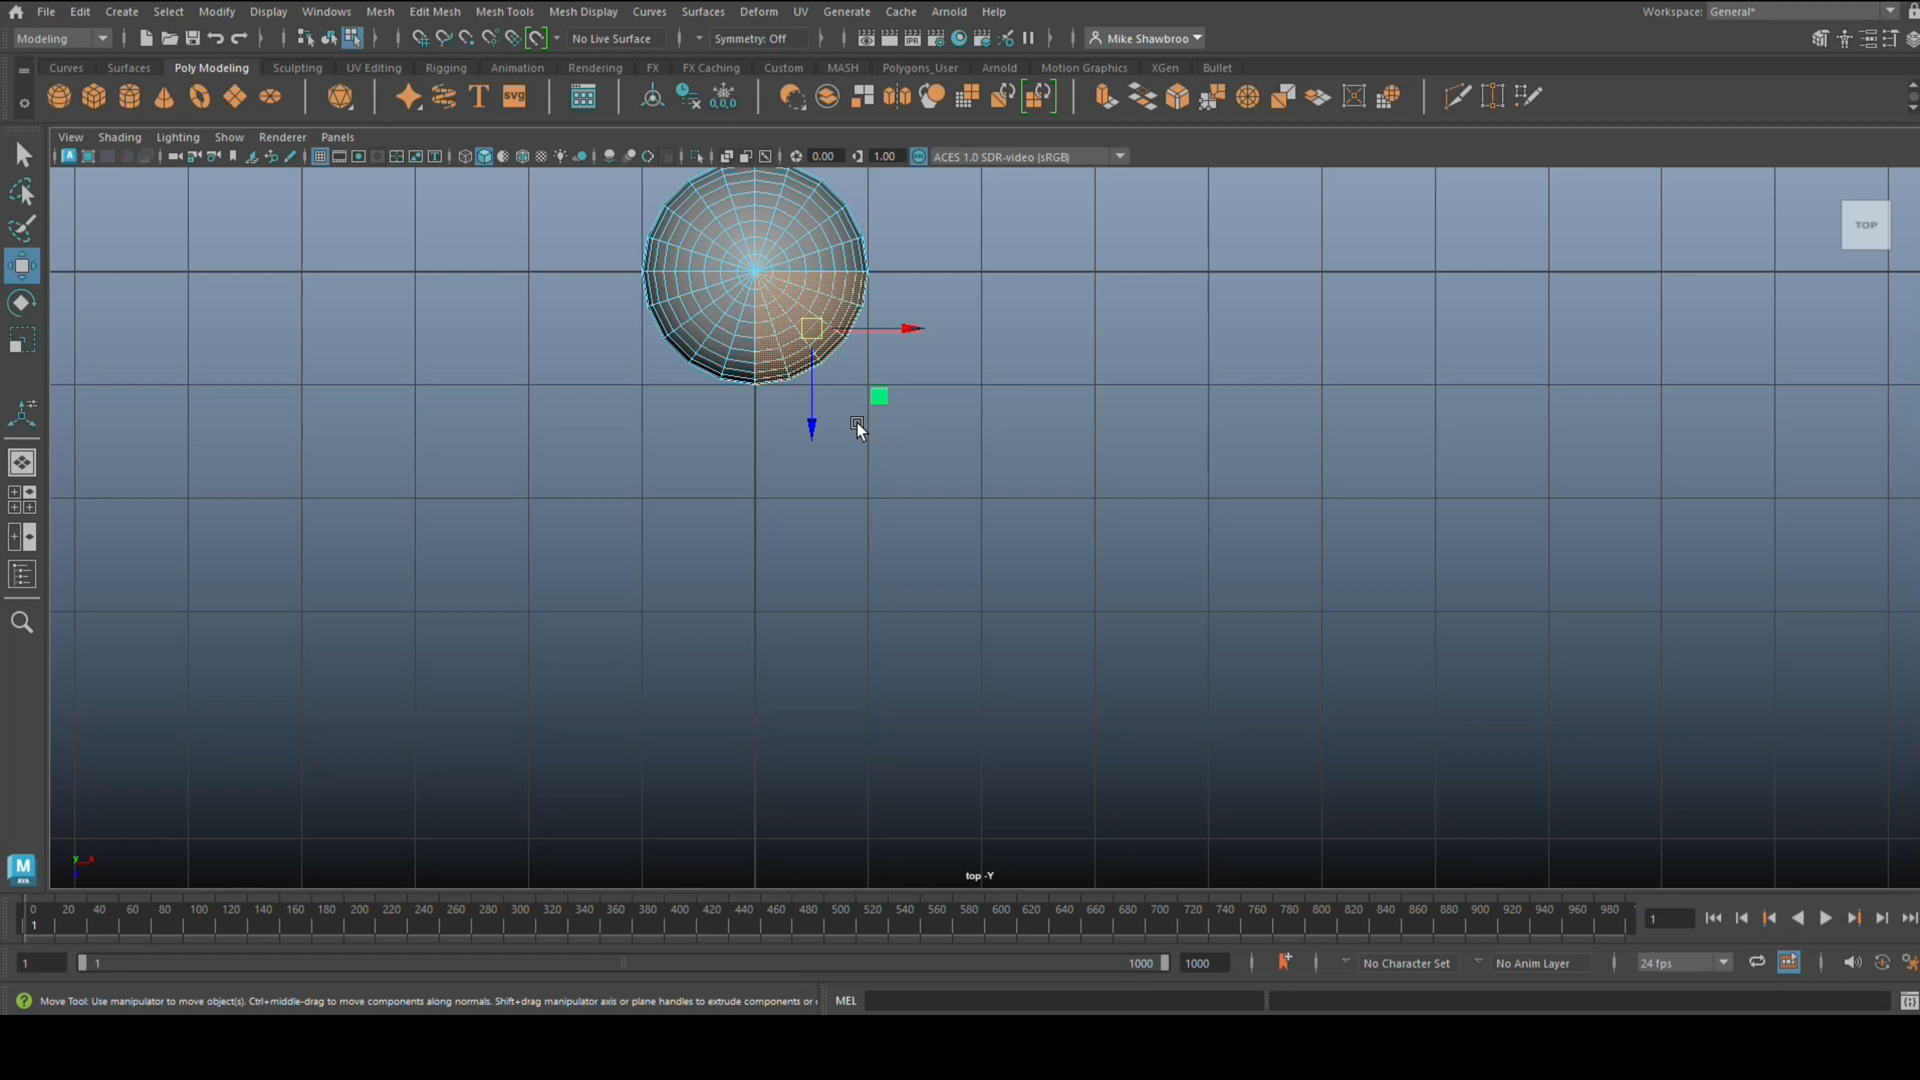 File Edit Create Select Modify Display Windows Mesh Edit Mesh Mesh Tools Mesh Display Curves Surfaces Deform UV Generate Cache Arnold Help Workspace: General*
Modeling No Live Surface Symmetry: Off IPR Mike Shawbroo
Curves Surfaces Poly Modeling Sculpting UV Editing Rigging Animation Rendering FX FX Caching Custom MASH Polygons_User Arnold Motion Graphics XGen Bullet
T svg 0,0,0
View Shading Lighting Show Renderer Panels
0.00 1.00 ACES 1.0 SDR-video (sRGB)
TOP
y x
top -Y
M
AYA
0 20 40 60 80 100 120 140 160 180 200 220 240 260 280 300 320 340 360 380 400 420 440 460 480 500 520 540 560 580 600 620 640 660 680 700 720 740 760 780 800 820 840 860 880 900 920 940 960 980
1 1
1 1 1000 1000 No Character Set No Anim Layer 24 fps
Move Tool: Use manipulator to move object(s). Ctrl+middle-drag to move components along normals. Shift+drag manipulator axis or plane handles to extrude components or MEL